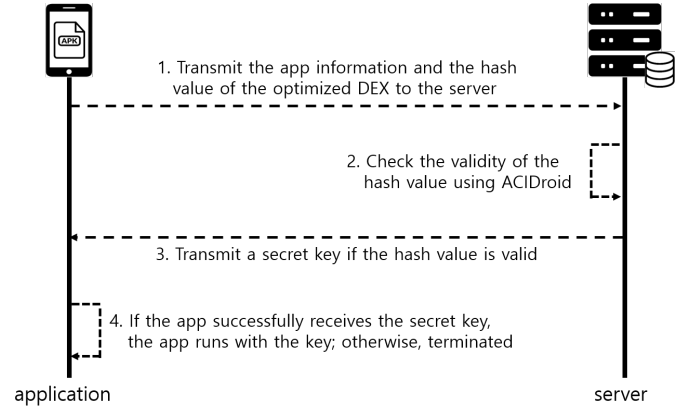 APK
1. Transmit the app information and the hash
value of the optimized DEX to the server
2. Check the validity of the
hash value using ACIDroid
3. Transmit a secret key if the hash value is valid
4. If the app successfully receives the secret key,
the app runs with the key; otherwise, terminated
application
server